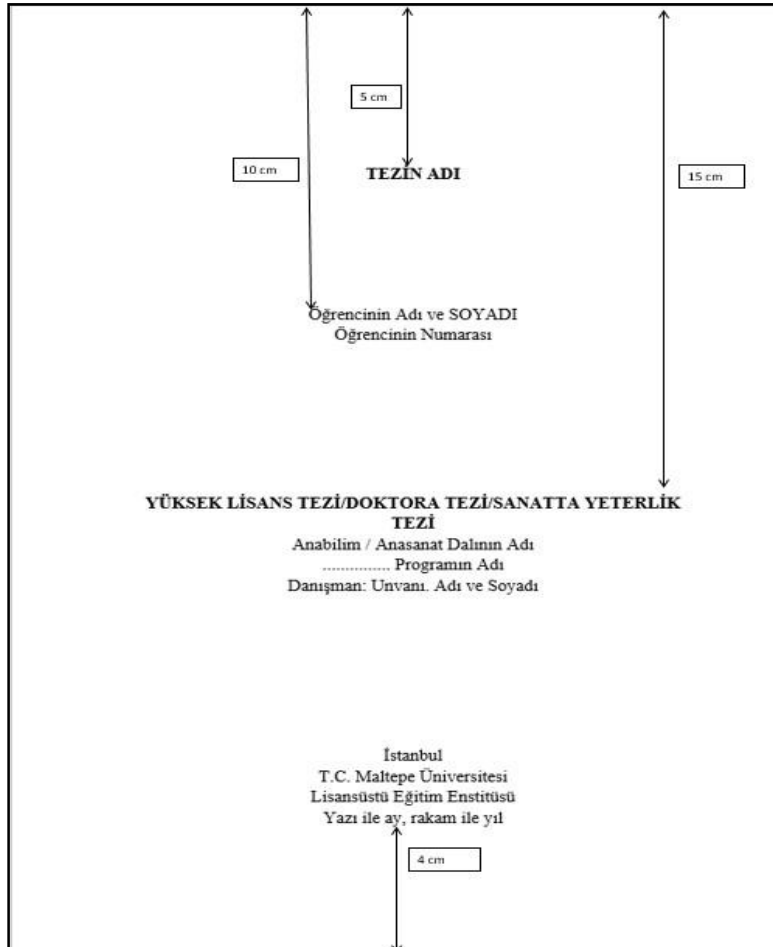 5 cm
10 cm
TEZİN ADI
15 cm
Öğrencinin Adı ve SOYADI
Öğrencinin Numarası
YÜKSEK LİSANS TEZİ/DOKTORA TEZİ/SANATTA YETERLİK
TEZİ
Anabilim / Anasanat Dalının Adı
............... Programın Adı
Danışman: Unvanı. Adı ve Soyadı
İstanbul
T.C. Maltepe Üniversitesi
Lisansüstü Eğitim Enstitüsü
Yazı ile ay, rakam ile yıl
4 cm